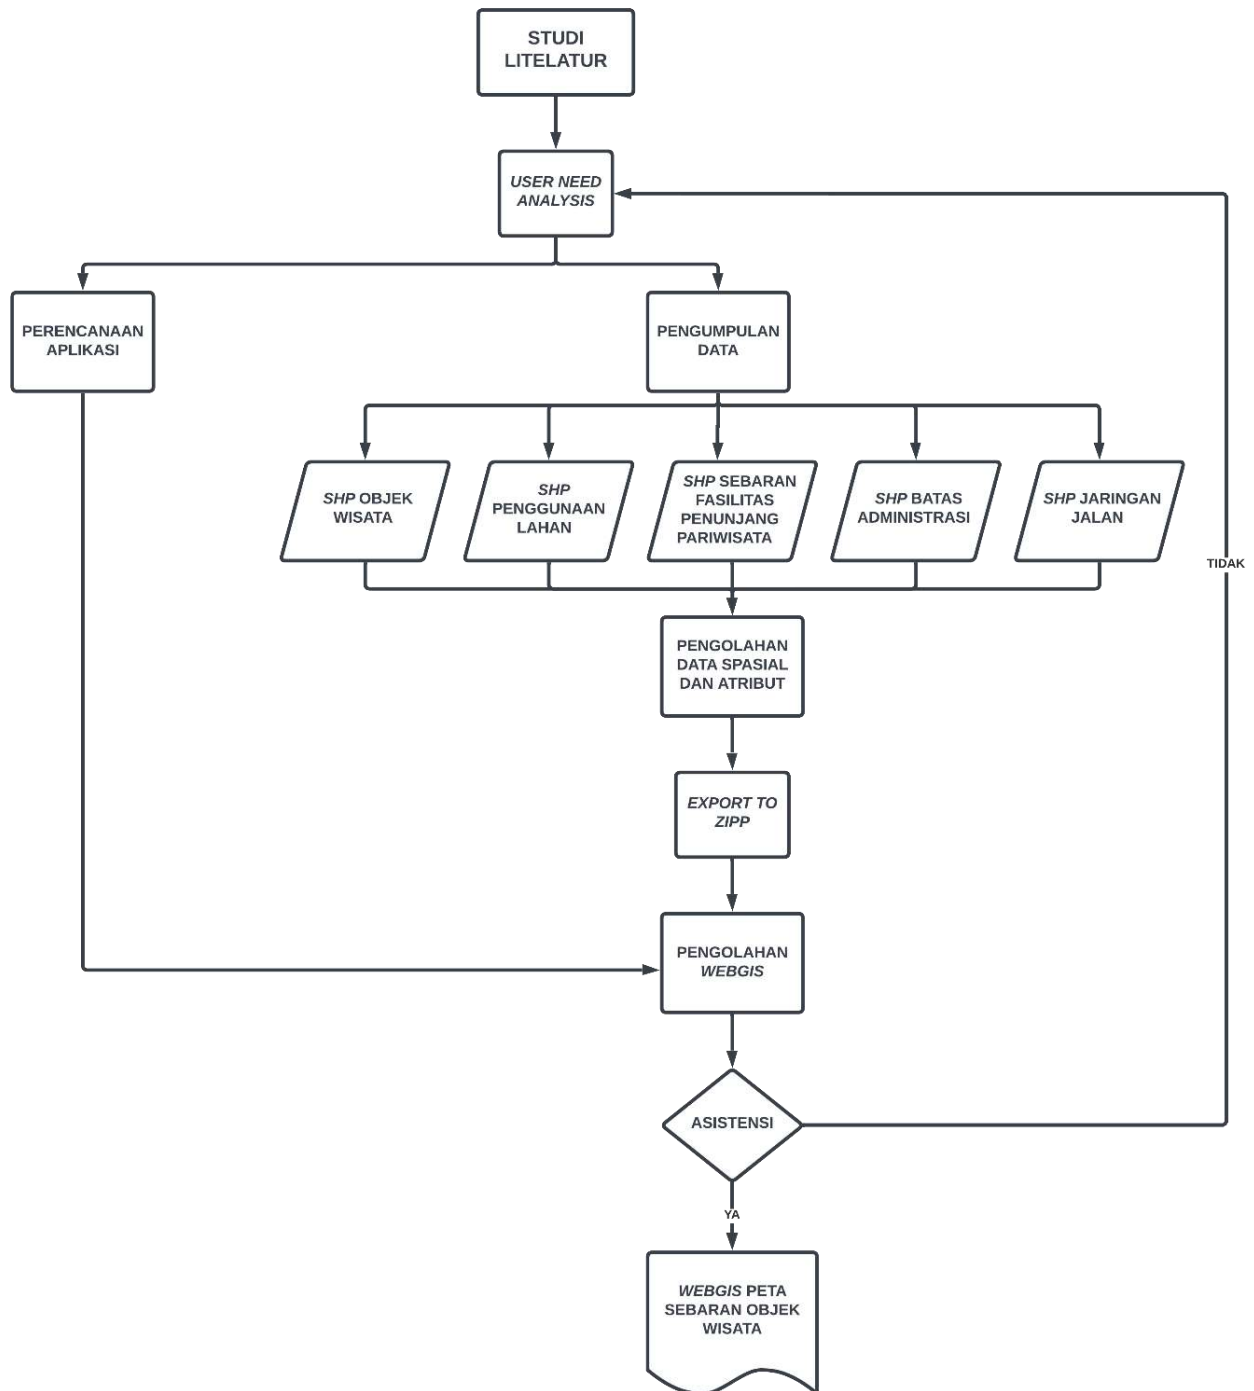 STUDI
LITELATUR
USER NEED
ANALYSIS
PERENCANAAN
APLIKASI
PENGUMPULAN
DATA
SHP OBJEK
WISATA
SHP
PENGGUNAAN
LAHAN
SHP SEBARAN
FASILITAS
PENUNJANG
PARIWISATA
SHP BATAS
ADMINISTRASI
SHP JARINGAN
JALAN
TIDAK
PENGOLAHAN
DATA SPASIAL
DAN ATRIBUT
EXPORT TO
ZIPP
PENGOLAHAN
WEBGIS
ASISTENSI
YA
WEBGIS PETA
SEBARAN OBJEK
WISATA